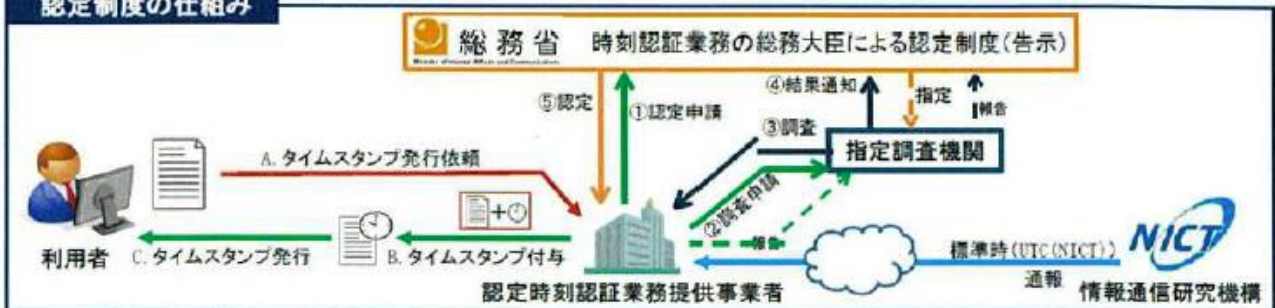 認定制度の仕組み
総務省 時刻認証業務の総務大臣による認定制度(告示)
Ministry of Internal Affairs and Communications
⑤認定
①認定申請
④結果通知
指定
報告
③調査
指定調査機関
A. タイムスタンプ発行依頼
②調査申請
報告
利用者
C. タイムスタンプ発行
B. タイムスタンプ付与
標準時(UTC(NICT))
通報
NICT
認定時刻認証業務提供事業者
情報通信研究機構